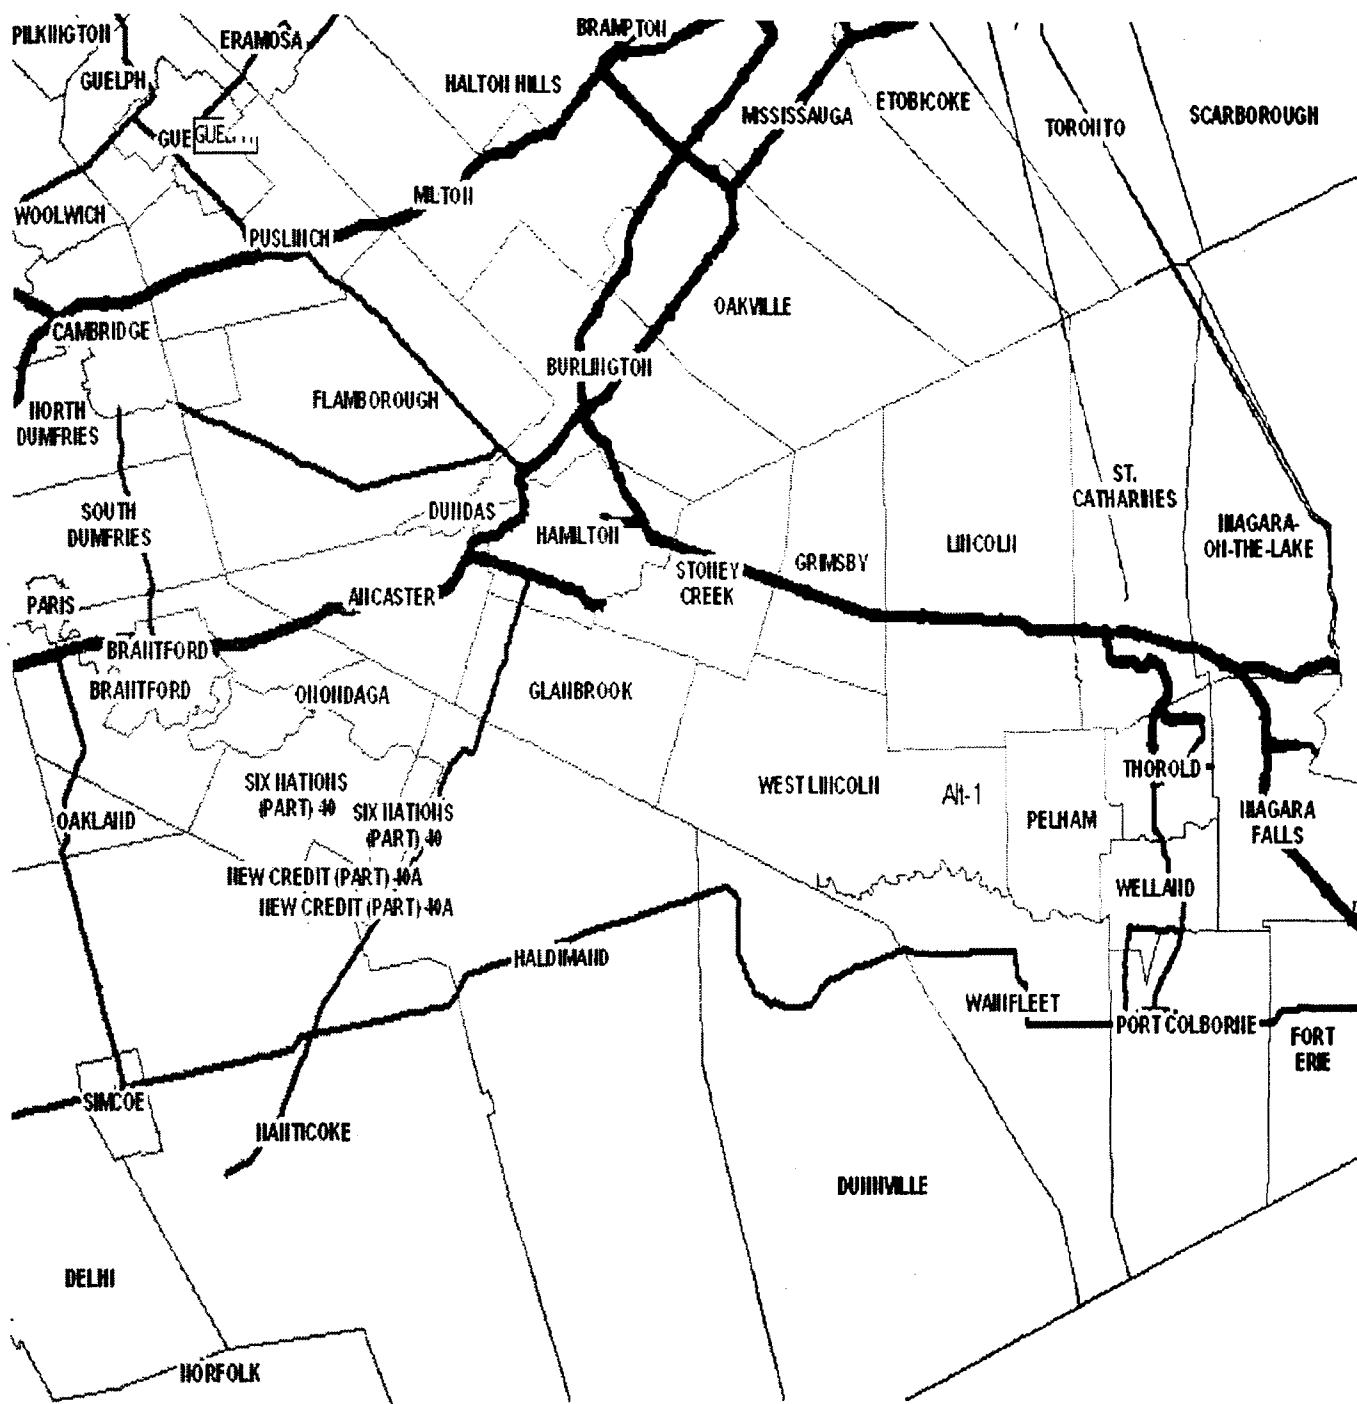 PILKINGTON
ERAMOSA
BRAMPTON
GUELPH
HALTON HILLS
MISSISSAUGA
ETOBICOKE
TORONTO
SCARBOROUGH
GUE
GUELPH
WOOLWICH
MILTON
PUSLINCH
CAMBRIDGE
OAKVILLE
BURLINGTON
NORTH
DUMFRIES
FLAMBOROUGH
SOUTH
DUMFRIES
DUNDAS
HAMILTON
ST.
CATHARINES
NIAGARA-
ON-THE-LAKE
LINCOLN
GRIMSBY
STONEY
CREEK
PARIS
ANCASTER
BRANTFORD
BRANTFORD
ONONDAGA
GLANBROOK
SIX NATIONS
(PART) 40
SIX NATIONS
(PART) 40
WEST LINCOLN
Alt-1
THOROLD
OAKLAND
PELHAM
NIAGARA
FALLS
NEW CREDIT (PART) 40A
NEW CREDIT (PART) 40A
WELLAND
HALDIMAND
WAINFLEET
PORT COLBORNE
FORT
ERIE
SIMCOE
NANTICOKE
DUNNVILLE
DELHI
NORFOLK